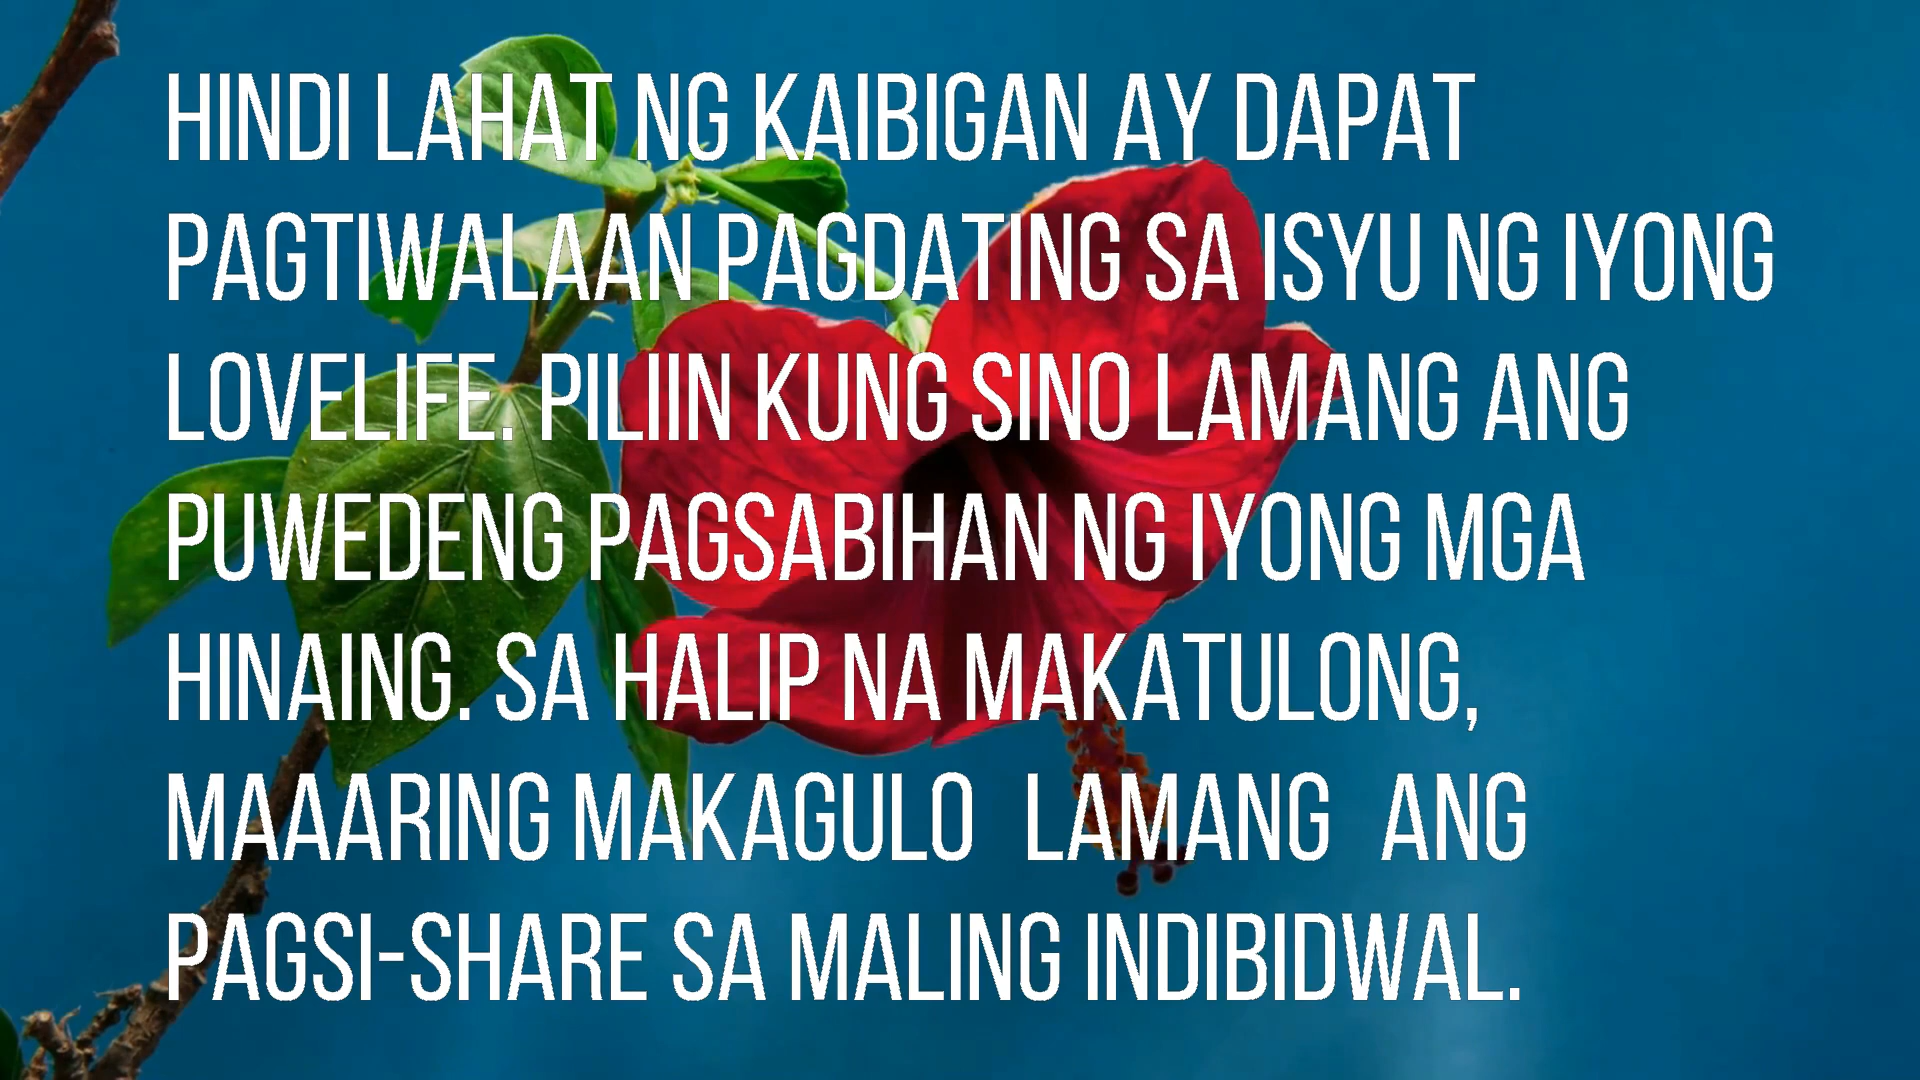 HINDI LAHAT NG KAIBIGAN AY DAPAT
PAGTIWALAAN PAGDATING SA ISYU NG IYONG
LOVELIFE. PILIIN KUNG SINO LAMANG ANG
PUWEDENG PAGSABIHAN NG IYONG MGA
HINAING. SA HALIP NA MAKATULONG,
MAAARING MAKAGULO LAMANG ANG
PAGSI-SHARE SA MALING INDIBIDWAL.